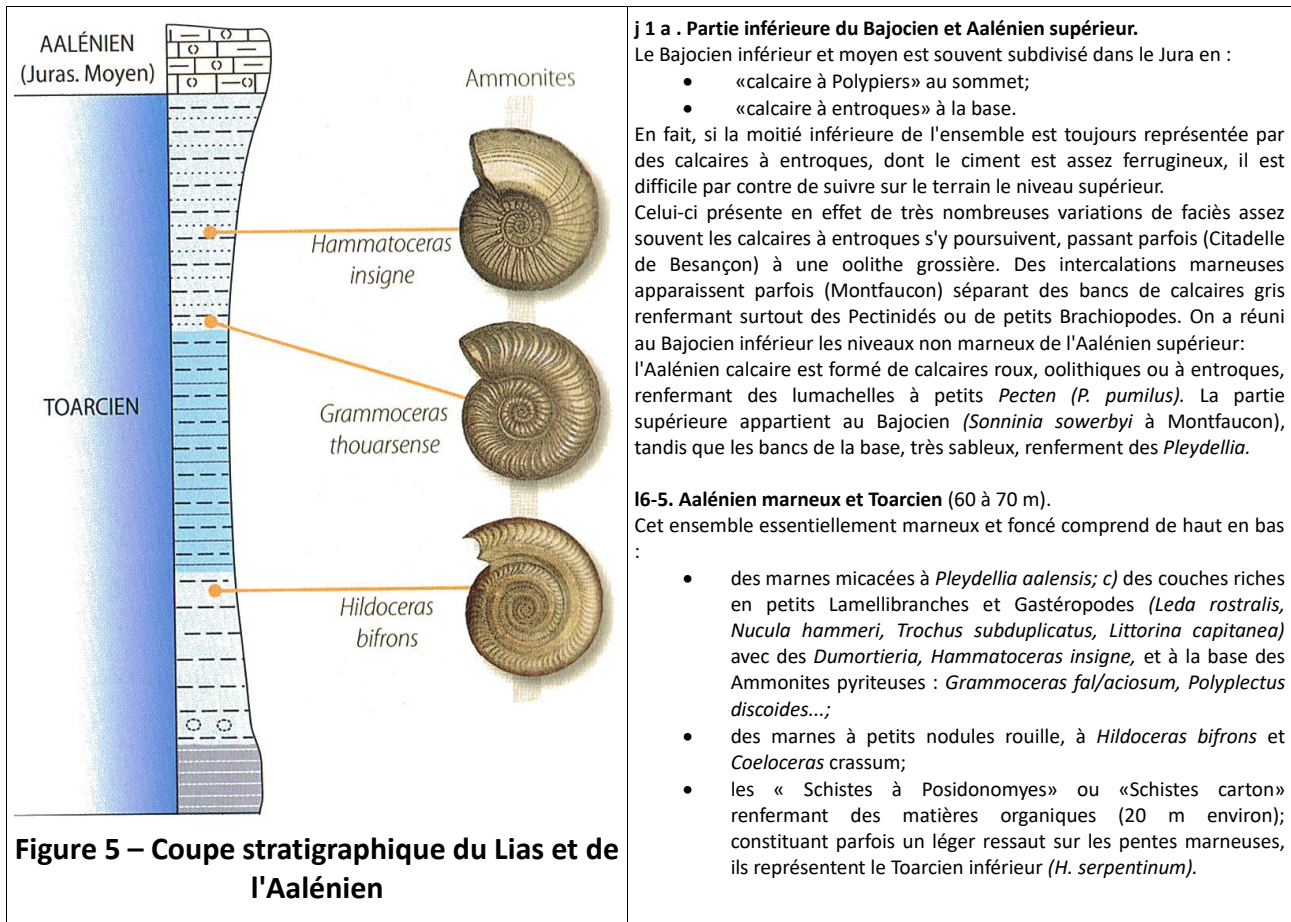 AALÉNIEN
(Juras. Moyen)
Ammonites
Hammatoceras
insigne
TOARCIEN
Grammoceras
thouarsense
Hildoceras
bifrons
Figure 5 – Coupe stratigraphique du Lias et de
l'Aalénien
j 1 a . Partie inférieure du Bajocien et Aalénien supérieur.
Le Bajocien inférieur et moyen est souvent subdivisé dans le Jura en :
• «calcaire à Polypiers» au sommet;
• «calcaire à entroques» à la base.
En fait, si la moitié inférieure de l'ensemble est toujours représentée par
des calcaires à entroques, dont le ciment est assez ferrugineux, il est
difficile par contre de suivre sur le terrain le niveau supérieur.
Celui-ci présente en effet de très nombreuses variations de faciès assez
souvent les calcaires à entroques s'y poursuivent, passant parfois (Citadelle
de Besançon) à une oolithe grossière. Des intercalations marneuses
apparaissent parfois (Montfaucon) séparant des bancs de calcaires gris
renfermant surtout des Pectinidés ou de petits Brachiopodes. On a réuni
au Bajocien inférieur les niveaux non marneux de l'Aalénien supérieur:
l'Aalénien calcaire est formé de calcaires roux, oolithiques ou à entroques,
renfermant des lumachelles à petits Pecten (P. pumilus). La partie
supérieure appartient au Bajocien (Sonninia sowerbyi à Montfaucon),
tandis que les bancs de la base, très sableux, renferment des Pleydellia.
l6-5. Aalénien marneux et Toarcien (60 à 70 m).
Cet ensemble essentiellement marneux et foncé comprend de haut en bas
:
• des marnes micacées à Pleydellia aalensis; c) des couches riches
en petits Lamellibranches et Gastéropodes (Leda rostralis,
Nucula hammeri, Trochus subduplicatus, Littorina capitanea)
avec des Dumortieria, Hammatoceras insigne, et à la base des
Ammonites pyriteuses : Grammoceras fal/aciosum, Polyplectus
discoides...;
• des marnes à petits nodules rouille, à Hildoceras bifrons et
Coeloceras crassum;
• les « Schistes à Posidonomyes» ou «Schistes carton»
renfermant des matières organiques (20 m environ);
constituant parfois un léger ressaut sur les pentes marneuses,
ils représentent le Toarcien inférieur (H. serpentinum).